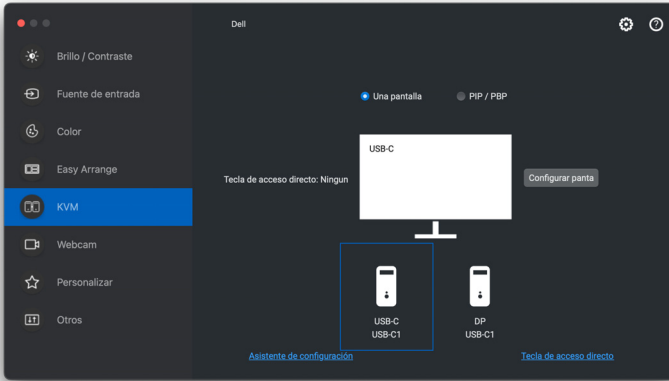 Dell
Brillo / Contraste
Fuente de entrada
Color
Easy Arrange
KVM
Webcam
Personalizar
Otros
Una pantalla
PIP / PBP
USB-C
Tecla de acceso directo: Ningun
Configurar panta
USB-C
USB-C1
DP
USB-C1
Asistente de configuración
Tecla de acceso directo